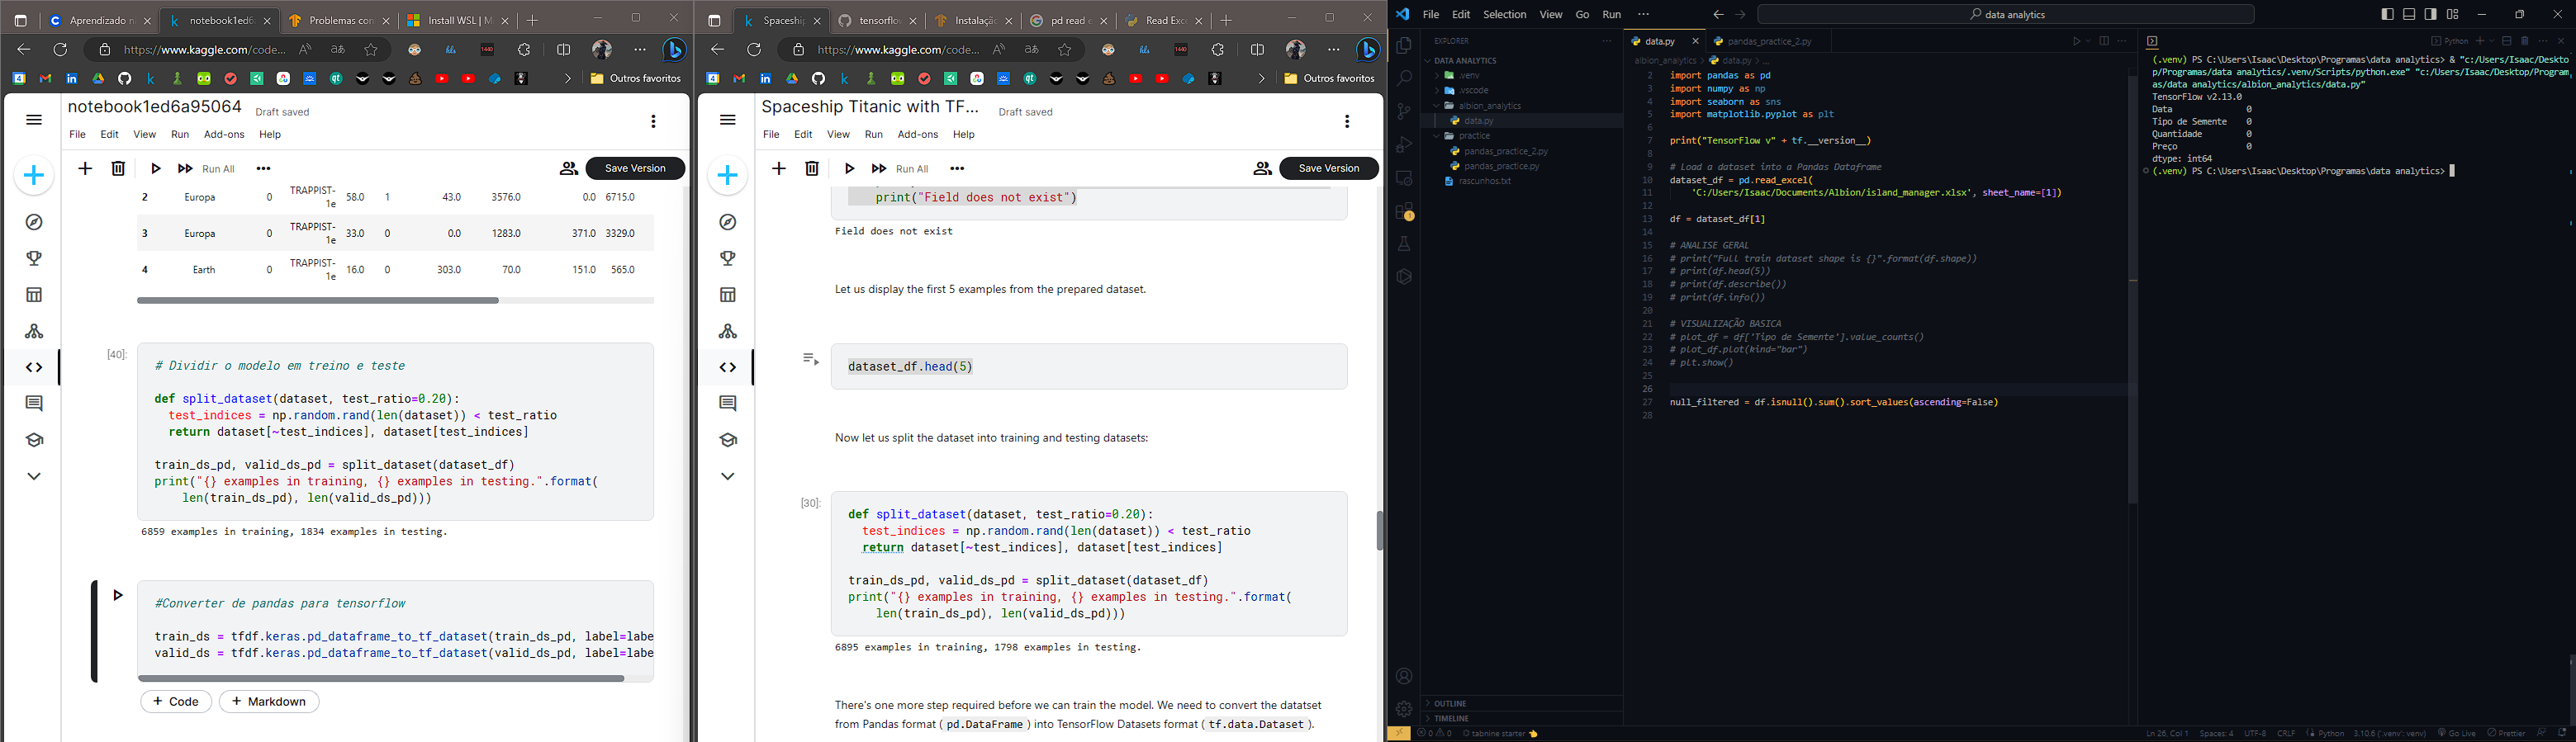 Aprendizado n
notebook1ed6a
Problemas con
Install WSL | M
https://www.kaggle.com/code...
Outros favoritos
notebook1ed6a95064
Draft saved
File Edit View Run Add-ons Help
Run All
Save Version
2 Europa 0 TRAPPIST-1e 58.0 1 43.0 3576.0 0.0 6715.0
3 Europa 0 TRAPPIST-1e 33.0 0 0.0 1283.0 371.0 3329.0
4 Earth 0 TRAPPIST-1e 16.0 0 303.0 70.0 151.0 565.0
[40]:
# Dividir o modelo em treino e teste
def split_dataset(dataset, test_ratio=0.20):
test_indices = np.random.rand(len(dataset)) < test_ratio
return dataset[~test_indices], dataset[test_indices]
train_ds_pd, valid_ds_pd = split_dataset(dataset_df)
print("{} examples in training, {} examples in testing.".format(
len(train_ds_pd), len(valid_ds_pd)))
6859 examples in training, 1834 examples in testing.
#Converter de pandas para tensorflow
train_ds = tfdf.keras.pd_dataframe_to_tf_dataset(train_ds_pd, label=labe
valid_ds = tfdf.keras.pd_dataframe_to_tf_dataset(valid_ds_pd, label=labe
+ Code
+ Markdown
Spaceship
tensorflow
Instalação
pd read e
Read Exc
https://www.kaggle.com/code...
Outros favoritos
Spaceship Titanic with TF...
Draft saved
File Edit View Run Add-ons Help
Run All
Save Version
print("Field does not exist")
Field does not exist
Let us display the first 5 examples from the prepared dataset.
dataset_df.head(5)
Now let us split the dataset into training and testing datasets:
[30]:
def split_dataset(dataset, test_ratio=0.20):
test_indices = np.random.rand(len(dataset)) < test_ratio
return dataset[~test_indices], dataset[test_indices]
train_ds_pd, valid_ds_pd = split_dataset(dataset_df)
print("{} examples in training, {} examples in testing.".format(
len(train_ds_pd), len(valid_ds_pd)))
6895 examples in training, 1798 examples in testing.
There's one more step required before we can train the model. We need to convert the datatset
from Pandas format ( pd.DataFrame ) into TensorFlow Datasets format ( tf.data.Dataset ).
File Edit Selection View Go Run ···
data analytics
EXPLORER
DATA ANALYTICS
.venv
.vscode
albion_analytics
data.py
practice
pandas_practice_2.py
pandas_practice.py
rascunhos.txt
OUTLINE
TIMELINE
data.py
pandas_practice_2.py
albion_analytics > data.py > ...
2 import pandas as pd
3 import numpy as np
4 import seaborn as sns
5 import matplotlib.pyplot as plt
6
7 print("TensorFlow v" + tf.__version__)
8
9 # Load a dataset into a Pandas Dataframe
10 dataset_df = pd.read_excel(
11 'C:/Users/Isaac/Documents/Albion/island_manager.xlsx', sheet_name=[1])
12
13 df = dataset_df[1]
14
15 # ANALISE GERAL
16 # print("Full train dataset shape is {}".format(df.shape))
17 # print(df.head(5))
18 # print(df.describe())
19 # print(df.info())
20
21 # VISUALIZAÇÃO BASICA
22 # plot_df = df['Tipo de Semente'].value_counts()
23 # plot_df.plot(kind="bar")
24 # plt.show()
25
26
27 null_filtered = df.isnull().sum().sort_values(ascending=False)
28
Python
(.venv) PS C:\Users\Isaac\Desktop\Programas\data analytics> & "c:/Users/Isaac/Deskto
p/Programas/data analytics/.venv/Scripts/python.exe" "c:/Users/Isaac/Desktop/Program
as/data analytics/albion_analytics/data.py"
TensorFlow v2.13.0
Data 0
Tipo de Semente 0
Quantidade 0
Preço 0
dtype: int64
(.venv) PS C:\Users\Isaac\Desktop\Programas\data analytics>
0 0 tabnine starter
Ln 26, Col 1 Spaces: 4 UTF-8 CRLF Python 3.10.6 ('.venv': venv) Go Live Prettier